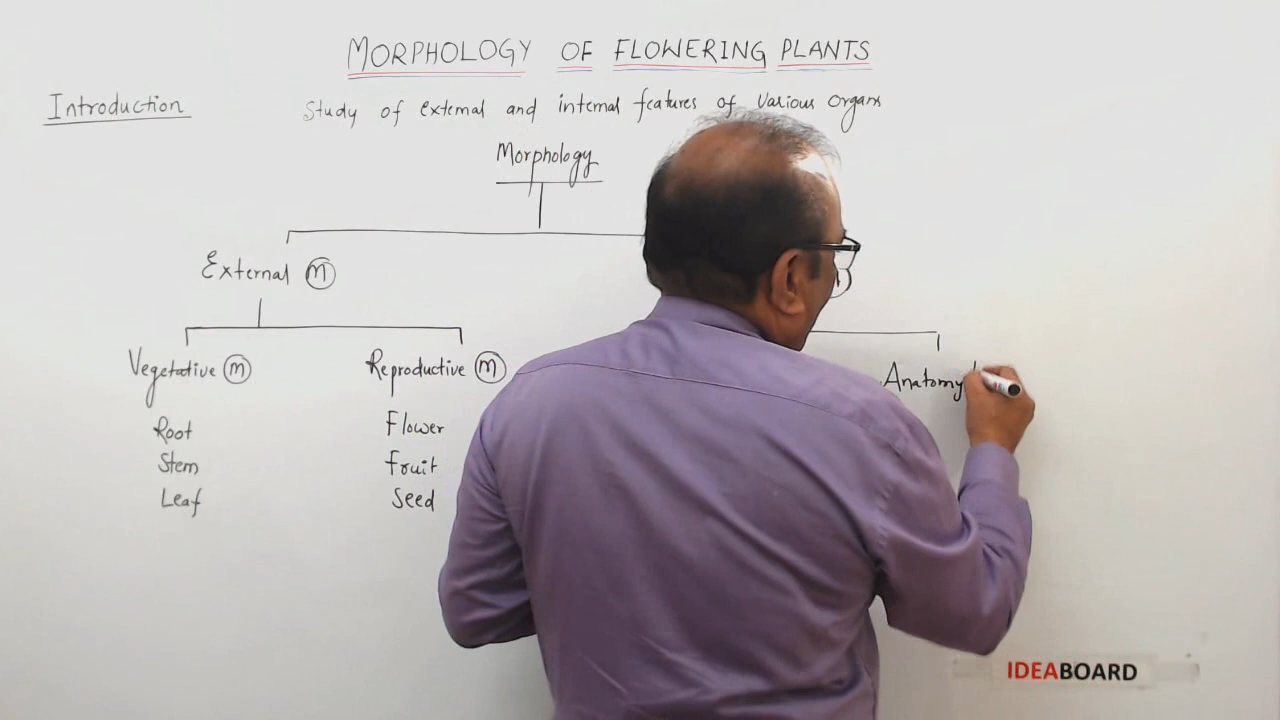 MORPHOLOGY OF FLOWERING PLANTS
Introduction Study of external and internal features of various organs
Morphology
External M
Vegetative M Reproductive M Anatomy
Root Flower
Stem Fruit
Leaf Seed
IDEABOARD